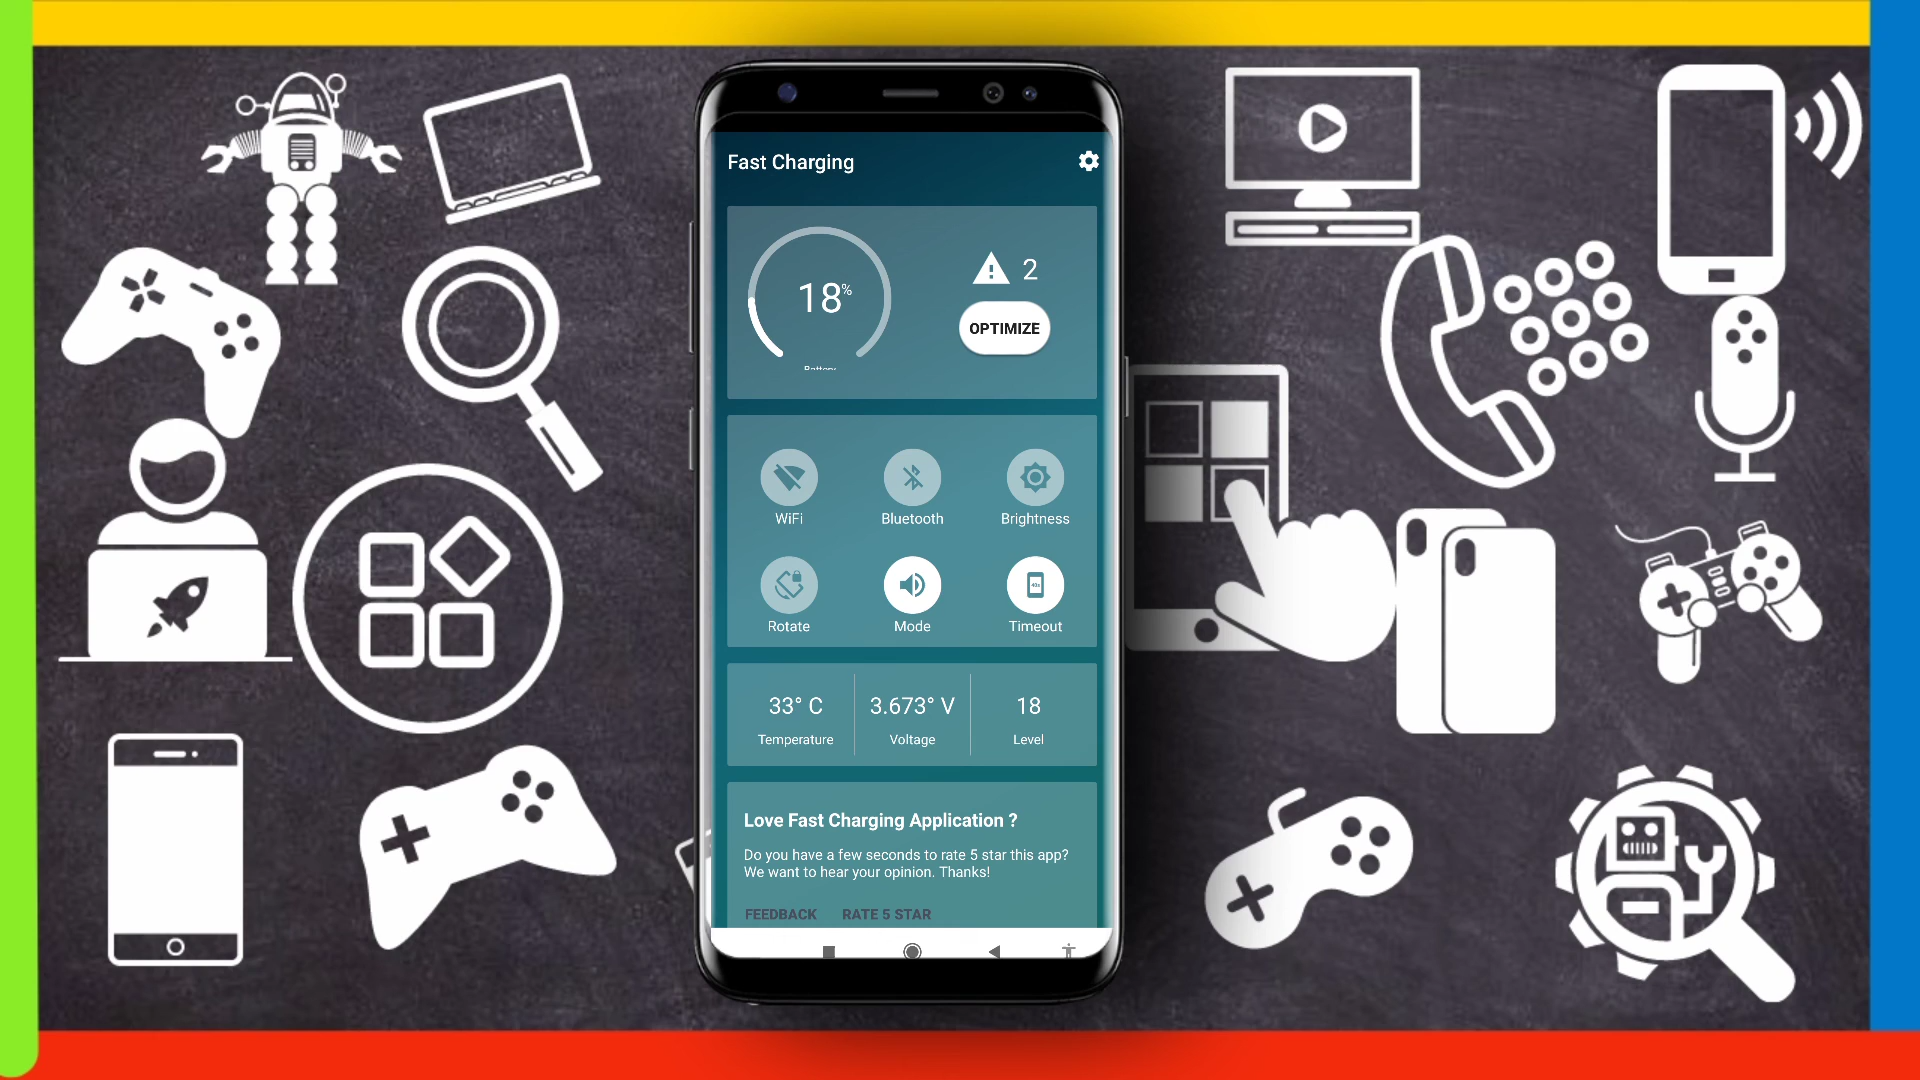 Fast Charging
18%
2
OPTIMIZE
Battery
WiFi
Bluetooth
Brightness
Rotate
Mode
Timeout
33° C
3.673° V
18
Temperature
Voltage
Level
Love Fast Charging Application ?
Do you have a few seconds to rate 5 star this app?
We want to hear your opinion. Thanks!
FEEDBACK
RATE 5 STAR